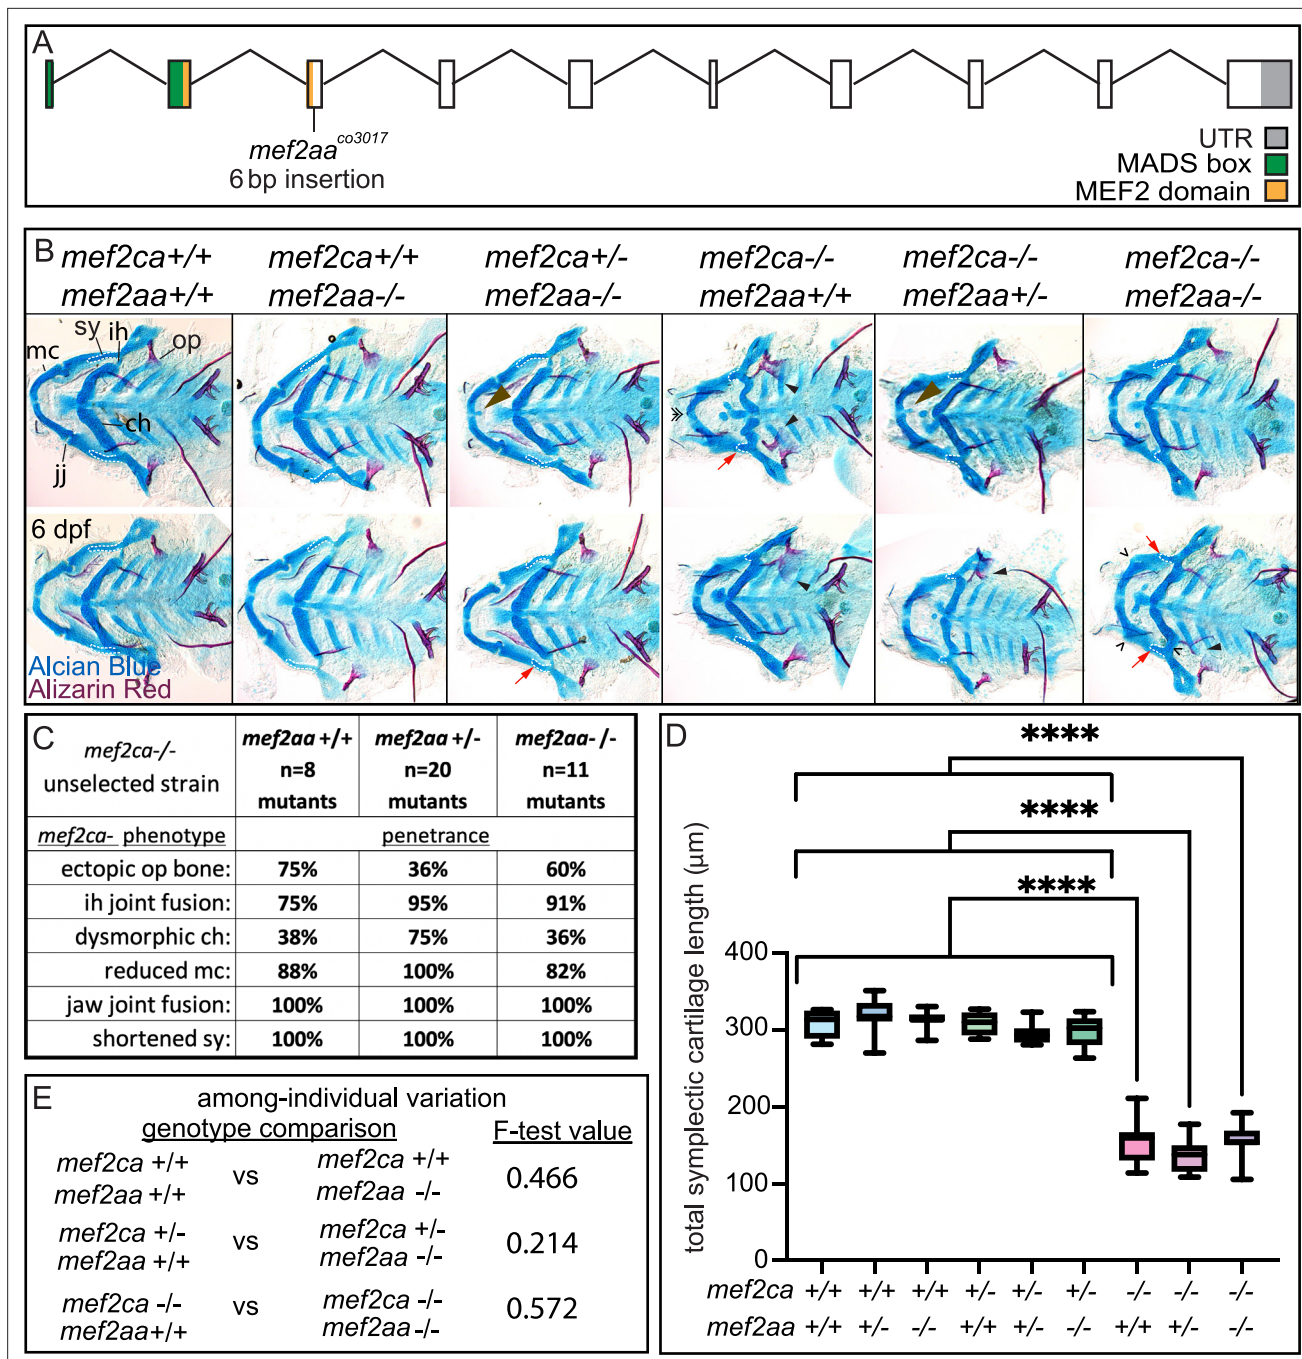 A
mef2aa^co3017
6 bp insertion
UTR
MADS box
MEF2 domain
B
mef2ca+/+ mef2ca+/+ mef2ca+/- mef2ca-/- mef2ca-/- mef2ca-/-
mef2aa+/+ mef2aa-/- mef2aa-/- mef2aa+/+ mef2aa+/- mef2aa-/-
sy ih
mc op
ch
jj
6 dpf
Alcian Blue
Alizarin Red
C
mef2ca-/-
unselected strain
mef2aa +/+ mef2aa +/- mef2aa-/-
n=8 n=20 n=11
mutants mutants mutants
mef2ca- phenotype penetrance
ectopic op bone: 75% 36% 60%
ih joint fusion: 75% 95% 91%
dysmorphic ch: 38% 75% 36%
reduced mc: 88% 100% 82%
jaw joint fusion: 100% 100% 100%
shortened sy: 100% 100% 100%
D
****
****
****
total symplectic cartilage length (µm)
400
300
200
100
0
mef2ca +/+ +/+ +/+ +/- +/- +/- -/- -/- -/-
mef2aa +/+ +/- -/- +/+ +/- -/- +/+ +/- -/-
E
among-individual variation
genotype comparison F-test value
mef2ca +/+ vs mef2ca +/+ 0.466
mef2aa +/+ mef2aa -/-
mef2ca +/- vs mef2ca +/- 0.214
mef2aa +/+ mef2aa -/-
mef2ca -/- vs mef2ca -/- 0.572
mef2aa+/+ mef2aa -/-